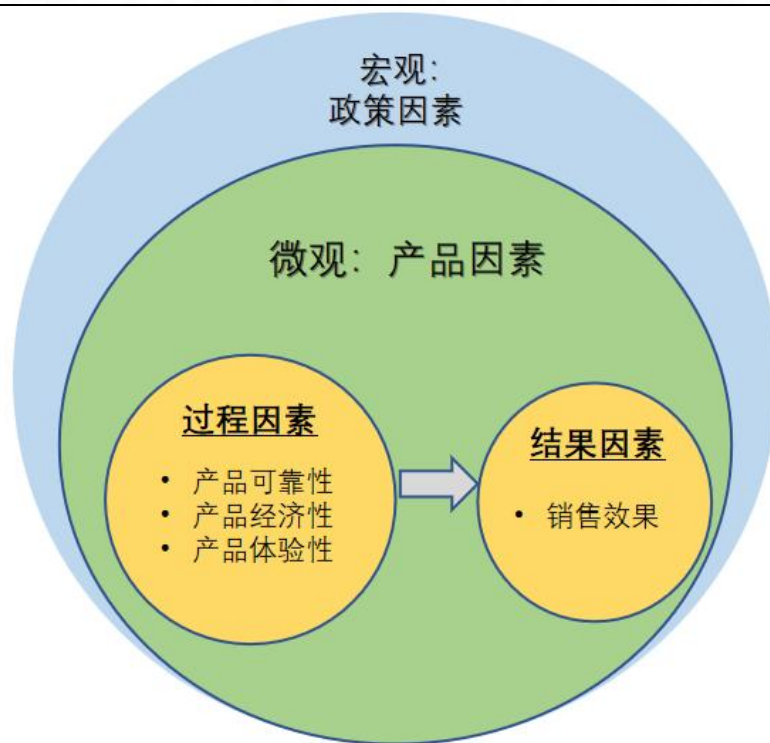 宏观：
政策因素
微观：产品因素
过程因素
• 产品可靠性
• 产品经济性
• 产品体验性
结果因素
• 销售效果